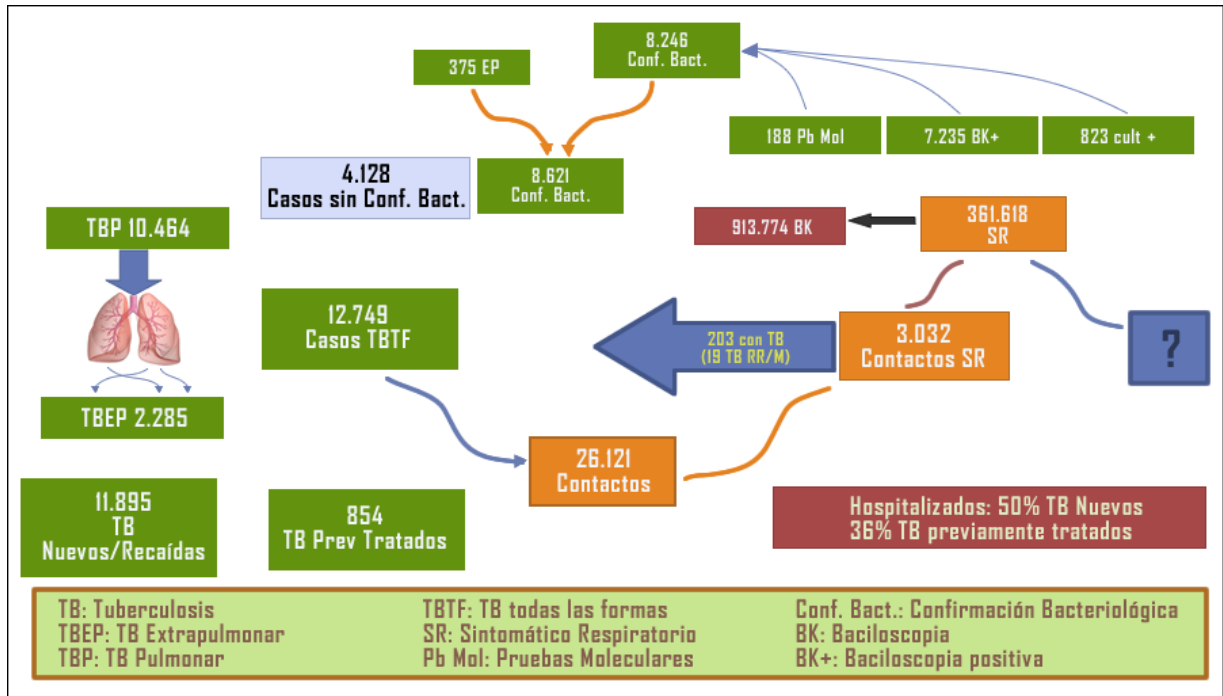 8.246
Conf. Bact.
375 EP
188 Pb Mol
7.235 BK+
823 cult +
4.128
Casos sin Conf. Bact.
8.621
Conf. Bact.
TBP 10.464
913.774 BK
361.618
SR
12.749
Casos TBTF
203 con TB
(19 TB RR/M)
3.032
Contactos SR
?
TBEP 2.285
26.121
Contactos
11.895
TB
Nuevos/Recaídas
854
TB Prev Tratados
Hospitalizados: 50% TB Nuevos
36% TB previamente tratados
TB: Tuberculosis
TBEP: TB Extrapulmonar
TBP: TB Pulmonar
TBTF: TB todas las formas
SR: Sintomático Respiratorio
Pb Mol: Pruebas Moleculares
Conf. Bact.: Confirmación Bacteriológica
BK: Baciloscopia
BK+: Baciloscopia positiva